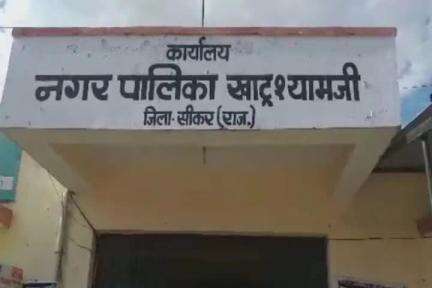 कार्यालय
नगर पालिका खाटूश्यामजी
जिला-सीकर (राज.)